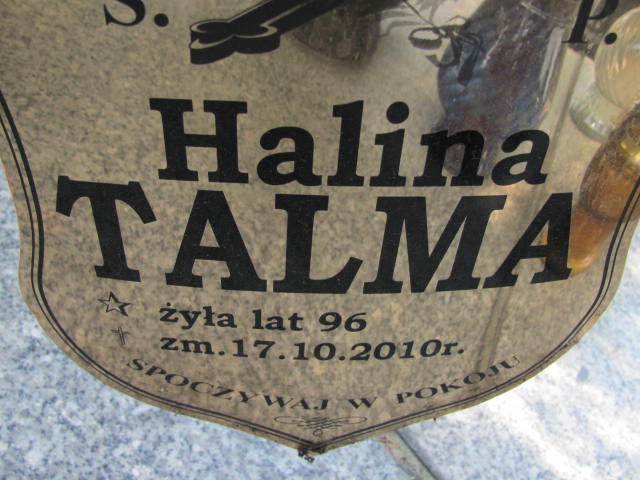 Ś. P.
Halina
TALMA
żyła lat 96
zm.17.10.2010r.
SPOCZYWAJ W POKOJU